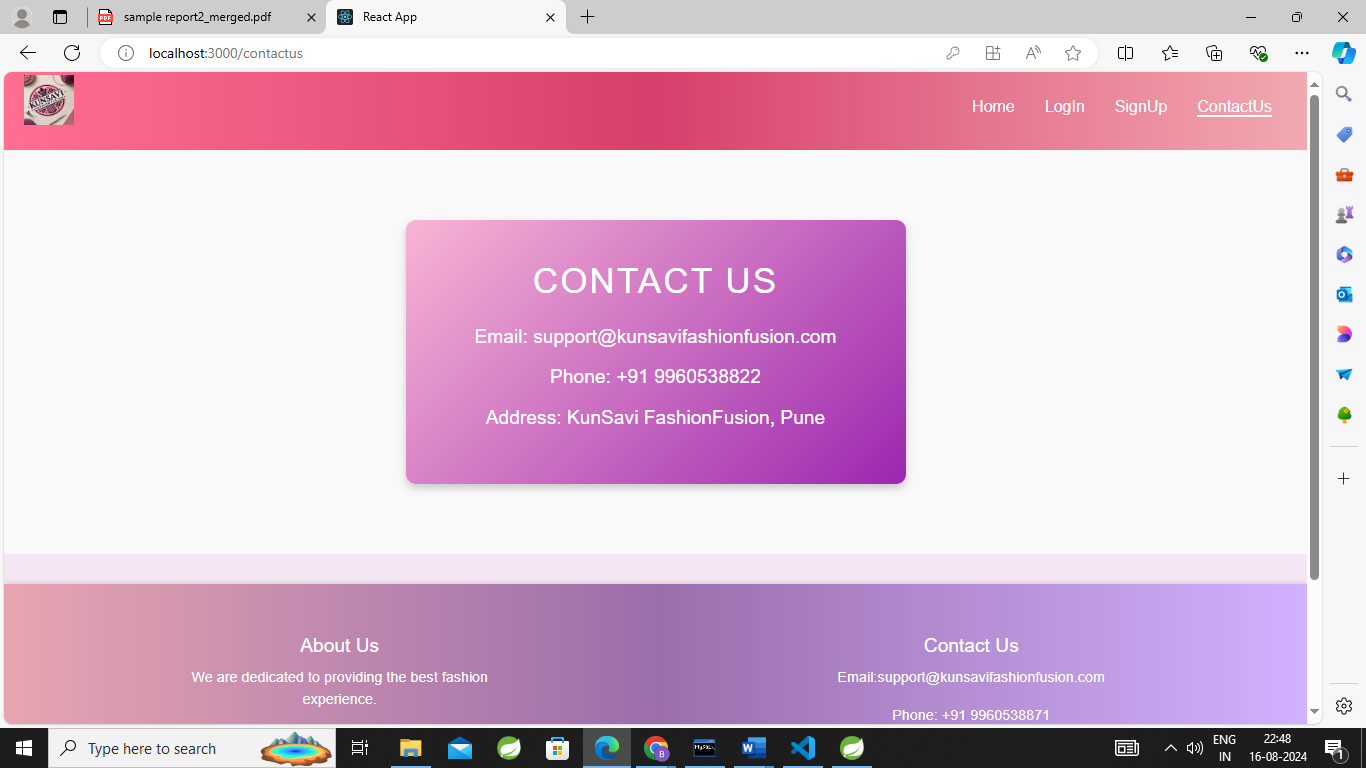 sample report2_merged.pdf
React App
localhost:3000/contactus
KUNSAVI
Home LogIn SignUp ContactUs
CONTACT US
Email: support@kunsavifashionfusion.com
Phone: +91 9960538822
Address: KunSavi FashionFusion, Pune
About Us
We are dedicated to providing the best fashion
experience.
Contact Us
Email:support@kunsavifashionfusion.com
Phone: +91 9960538871
Type here to search
ENG
IN
22:48
16-08-2024
1